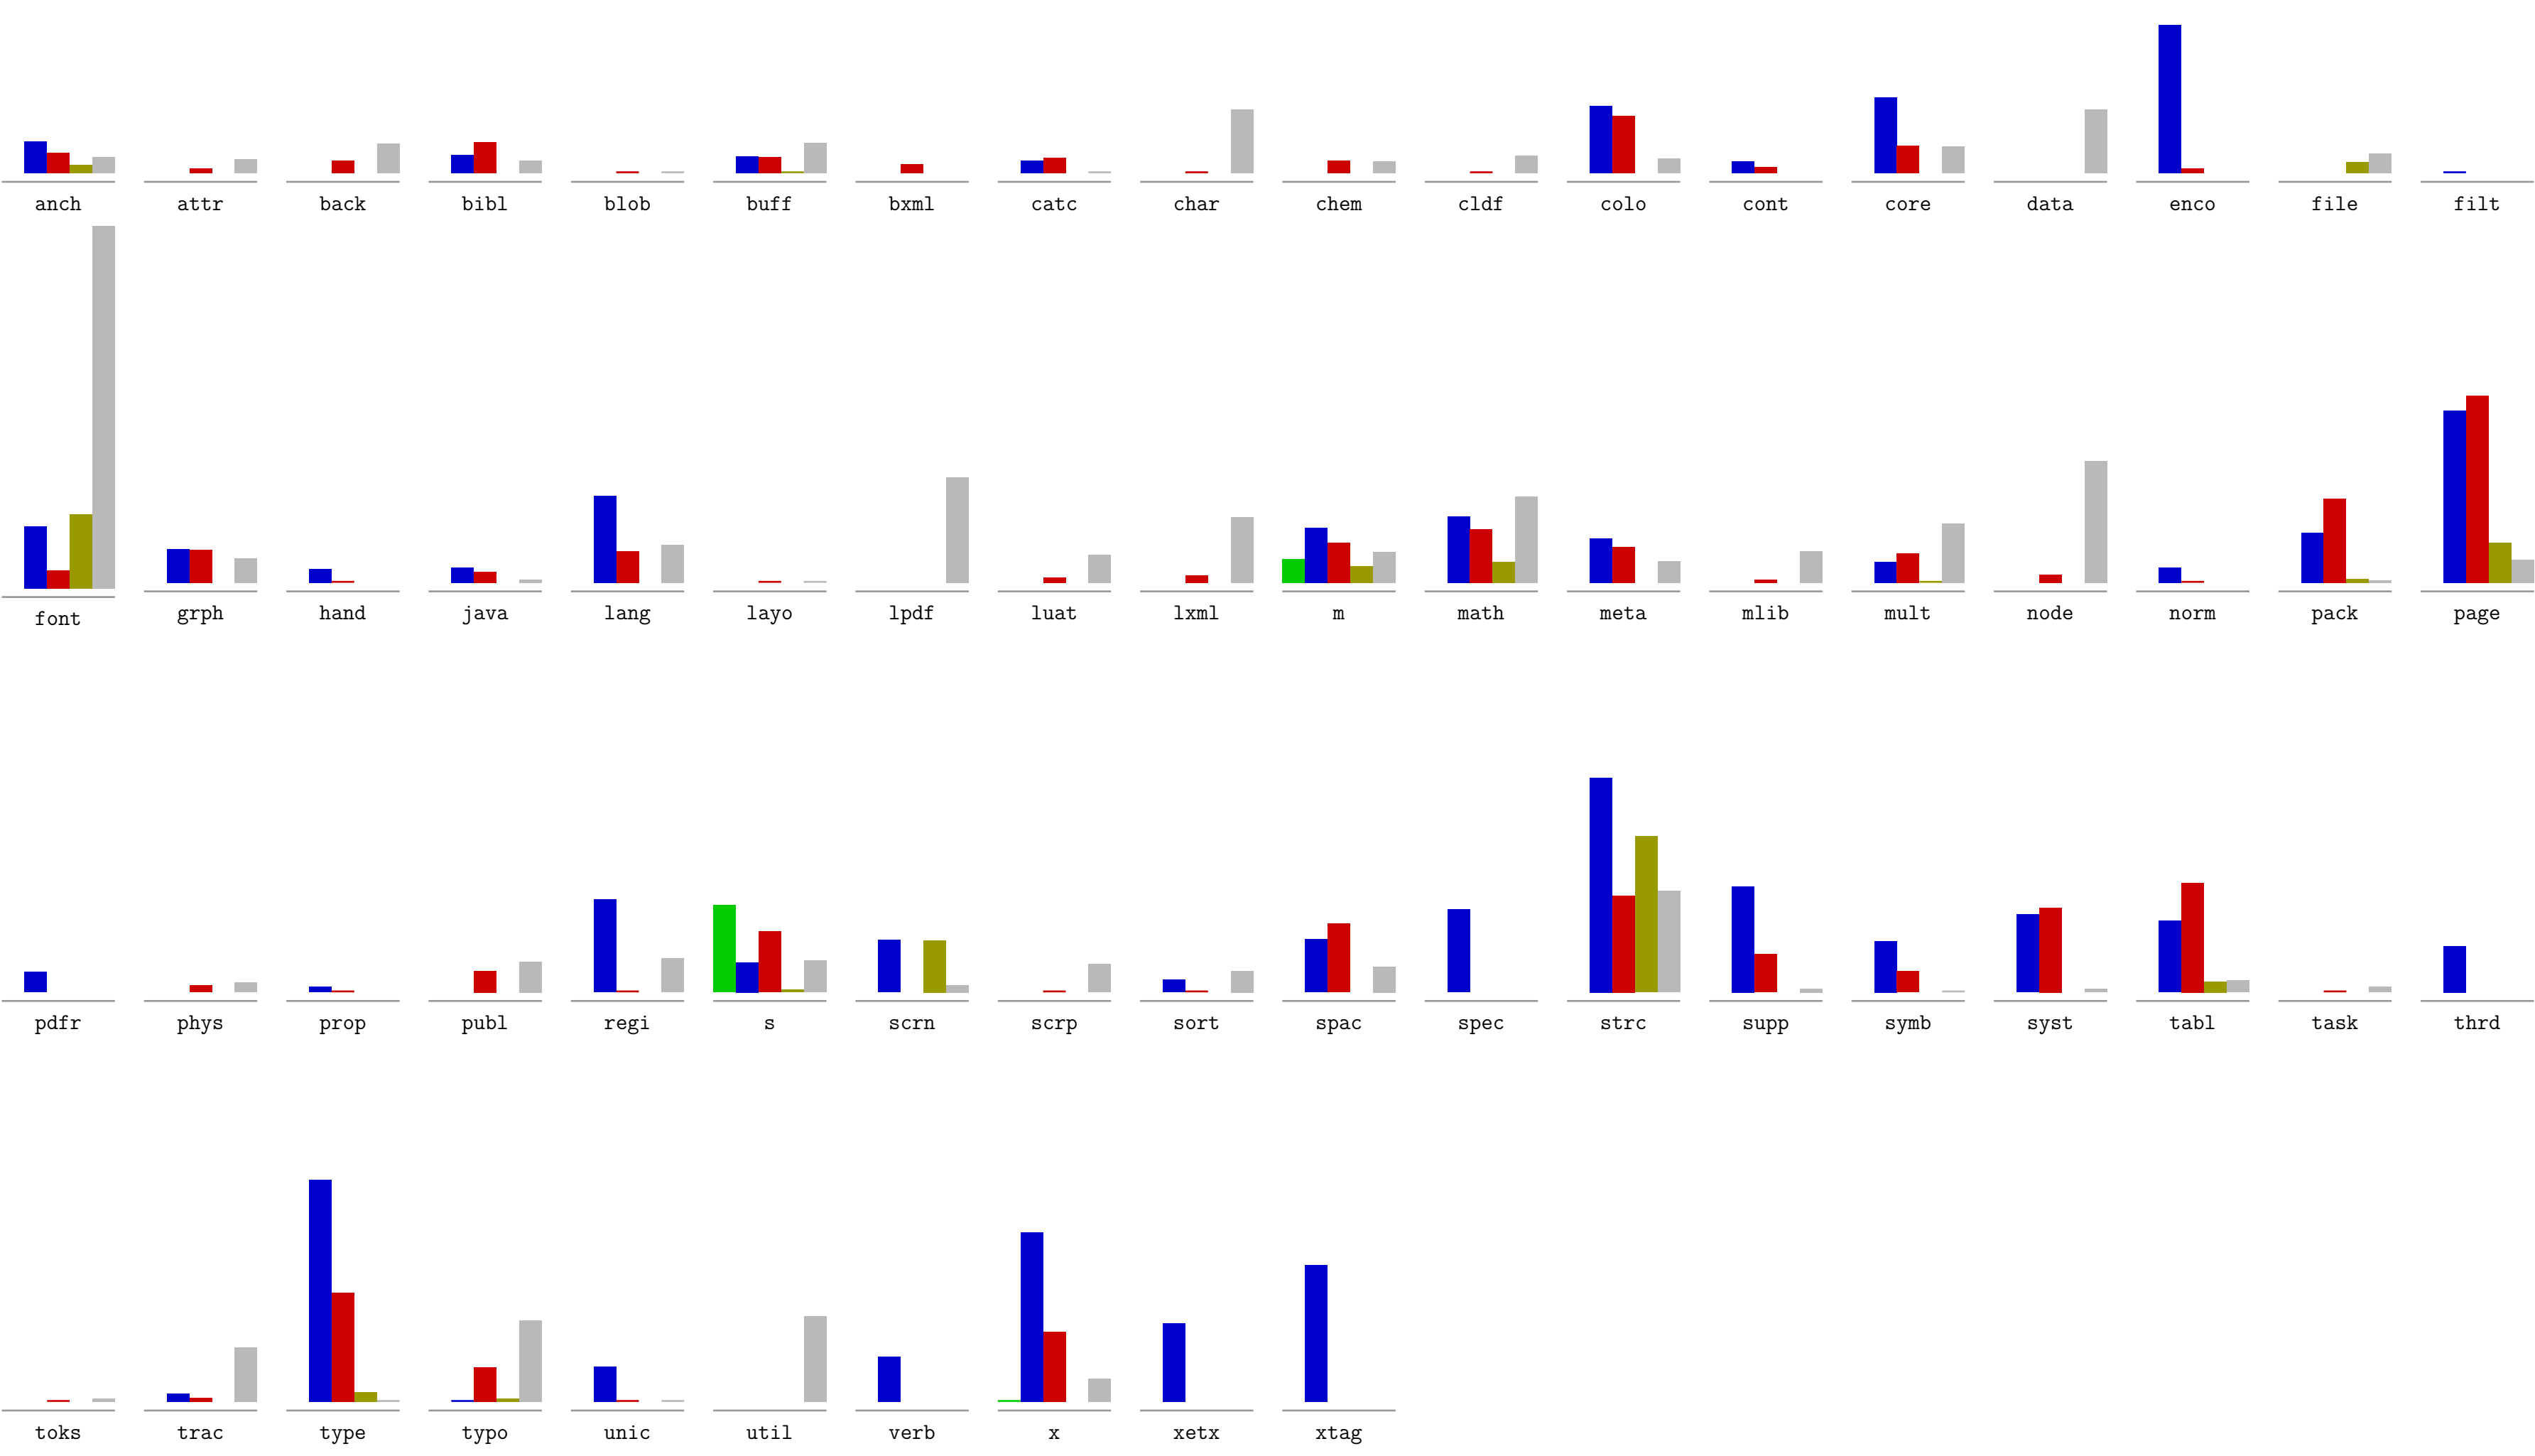 anch attr back bibl blob buff bxml catc char chem cldf colo cont core data enco file filt
font grph hand java lang layo lpdf luat lxml m math meta mlib mult node norm pack page
pdfr phys prop publ regi s scrn scrp sort spac spec strc supp symb syst tabl task thrd
toks trac type typo unic util verb x xetx xtag